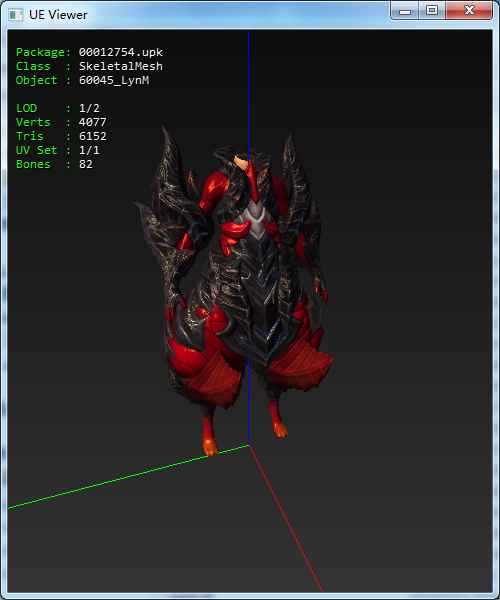 UE Viewer
Package: 00012754.upk
Class : SkeletalMesh
Object : 60045_LynM
LOD : 1/2
Verts : 4077
Tris : 6152
UV Set : 1/1
Bones : 82